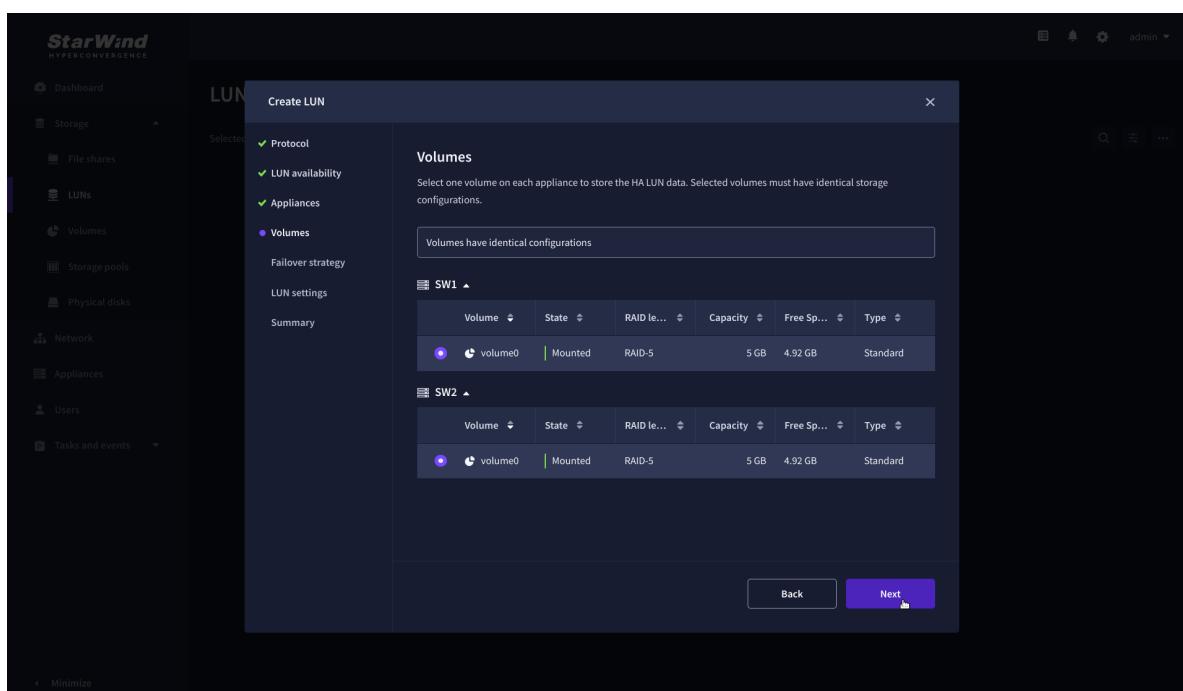 StarWind
HYPERCONVERGENCE
admin
Dashboard
Storage
File shares
LUNs
Volumes
Storage pools
Physical disks
Network
Appliances
Users
Tasks and events
Minimize
LUN
Selected
Create LUN
Protocol
LUN availability
Appliances
Volumes
Failover strategy
LUN settings
Summary
Volumes
Select one volume on each appliance to store the HA LUN data. Selected volumes must have identical storage
configurations.
Volumes have identical configurations
SW1
Volume State RAID le... Capacity Free Sp... Type
volume0 Mounted RAID-5 5 GB 4.92 GB Standard
SW2
Volume State RAID le... Capacity Free Sp... Type
volume0 Mounted RAID-5 5 GB 4.92 GB Standard
Back Next